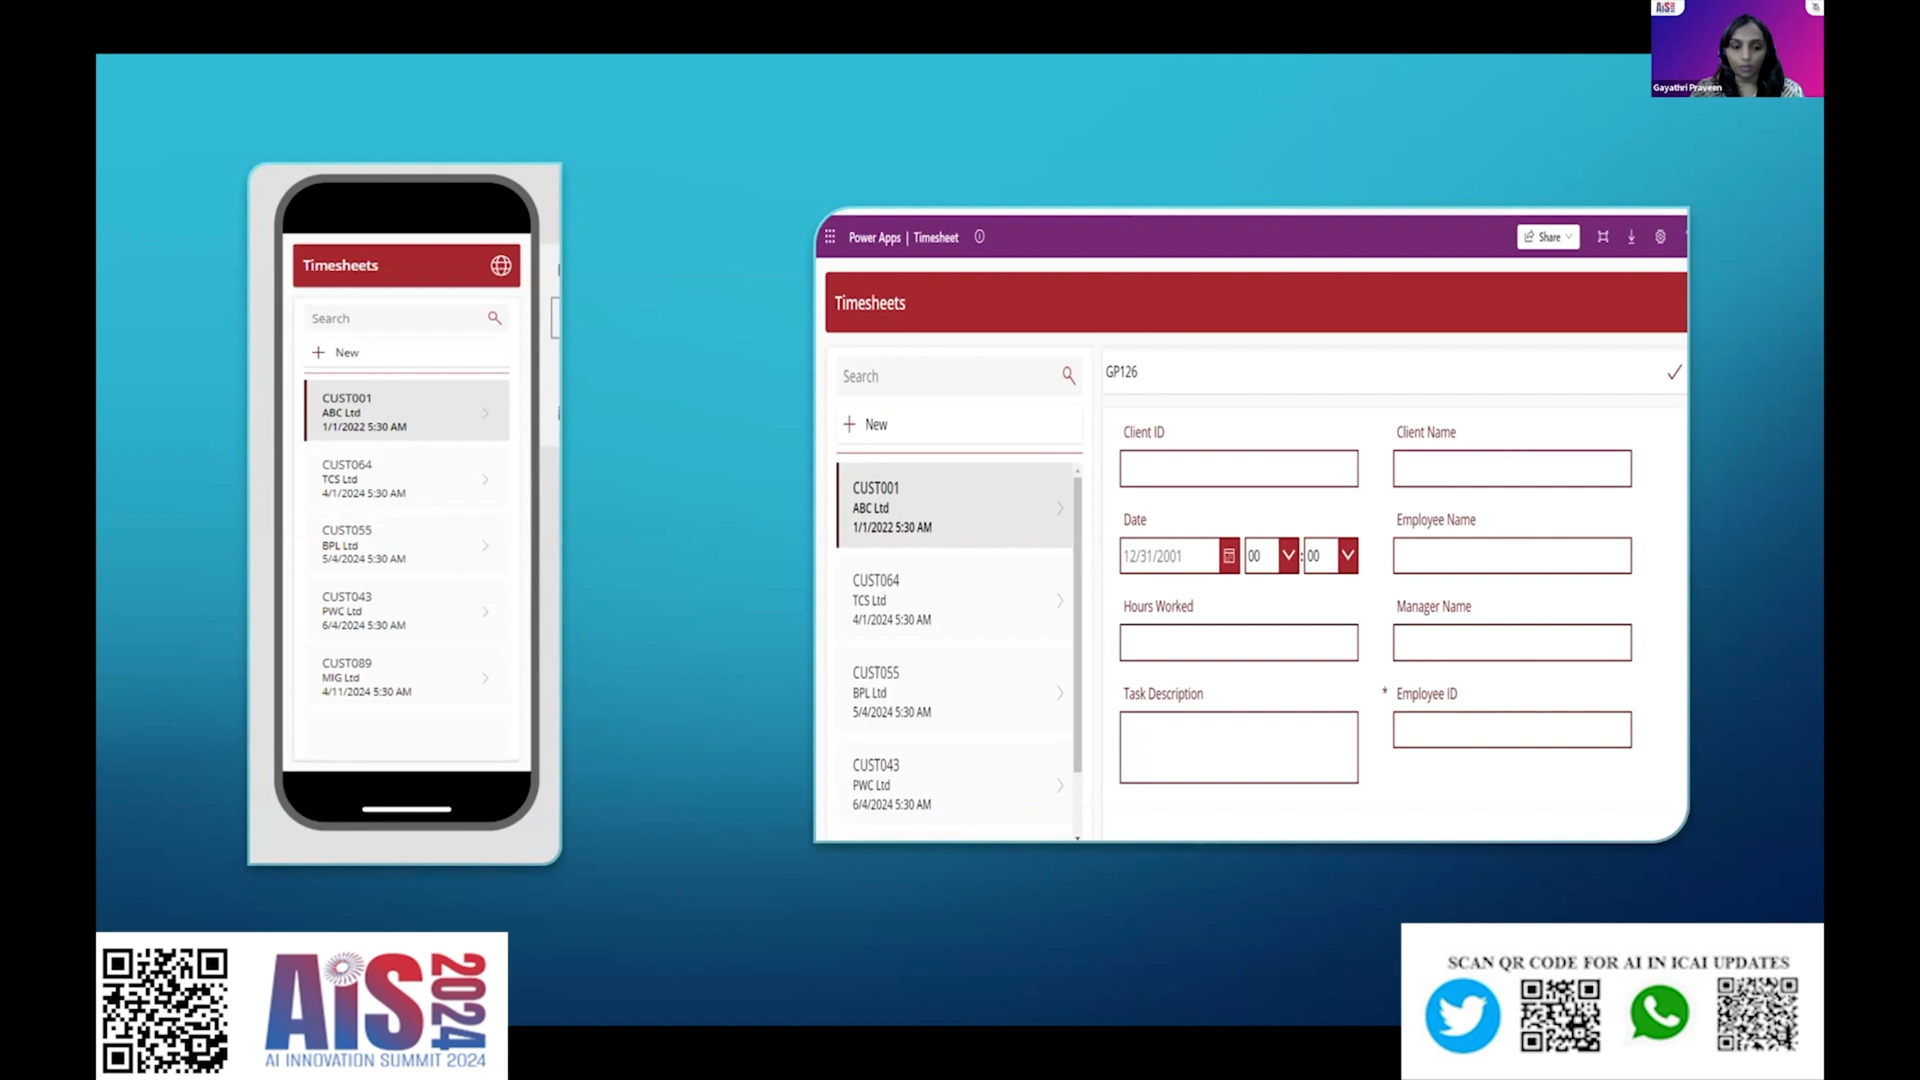 AiS
Gayathri Praveen
Timesheets
Search
New
CUST001
ABC Ltd
1/1/2022 5:30 AM
CUST064
TCS Ltd
4/1/2024 5:30 AM
CUST055
BPL Ltd
5/4/2024 5:30 AM
CUST043
PWC Ltd
6/4/2024 5:30 AM
CUST089
MIG Ltd
4/11/2024 5:30 AM
Power Apps | Timesheet
Share
Timesheets
Search
New
CUST001
ABC Ltd
1/1/2022 5:30 AM
CUST064
TCS Ltd
4/1/2024 5:30 AM
CUST055
BPL Ltd
5/4/2024 5:30 AM
CUST043
PWC Ltd
6/4/2024 5:30 AM
GP126
Client ID
Client Name
Date
Employee Name
12/31/2001 00 : 00
Hours Worked
Manager Name
Task Description
* Employee ID
AiS 2024
AI INNOVATION SUMMIT 2024
SCAN QR CODE FOR AI IN ICAI UPDATES